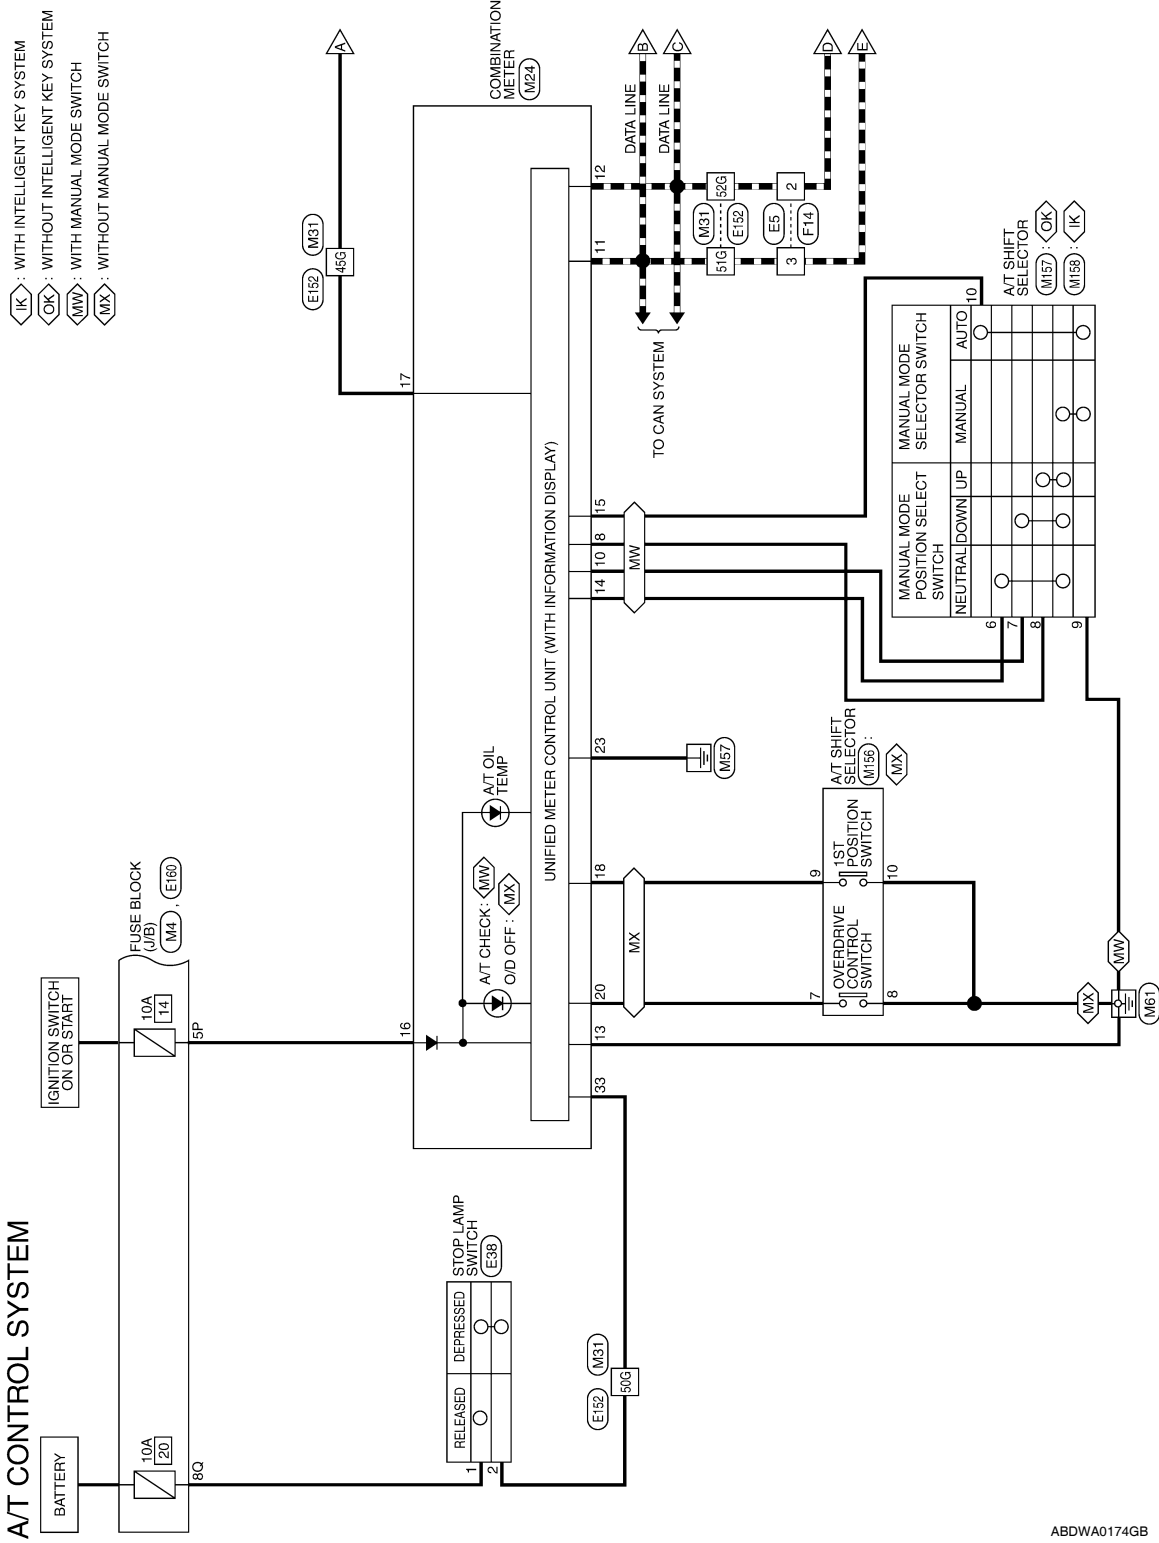 A/T CONTROL SYSTEM
IK : WITH INTELLIGENT KEY SYSTEM
OK : WITHOUT INTELLIGENT KEY SYSTEM
MW : WITH MANUAL MODE SWITCH
MX : WITHOUT MANUAL MODE SWITCH
BATTERY
IGNITION SWITCH
ON OR START
10A
20
10A
14
FUSE BLOCK
(J/B)
M4 , E160
8Q
5P
E152
M31
45G
A
STOP LAMP
SWITCH
E38
RELEASED
DEPRESSED
1
2
16
17
COMBINATION
METER
M24
A/T CHECK : MW
O/D OFF : MX
A/T OIL
TEMP
UNIFIED METER CONTROL UNIT (WITH INFORMATION DISPLAY)
33
13
20
18
23
14
10
8
15
11
12
E152
M31
50G
MX
MW
M57
TO CAN SYSTEM
DATA LINE
DATA LINE
B
C
D
E
M31
E152
51G
52G
E5
F14
3
2
A/T SHIFT
SELECTOR
M156 :
MX
OVERDRIVE
CONTROL
SWITCH
1ST
POSITION
SWITCH
7
9
8
10
A/T SHIFT
SELECTOR
M157 : OK
M158 : IK
MANUAL MODE
POSITION SELECT
SWITCH
MANUAL MODE
SELECTOR SWITCH
NEUTRAL
DOWN
UP
MANUAL
AUTO
10
6
7
8
9
MX
MW
M61
ABDWA0174GB